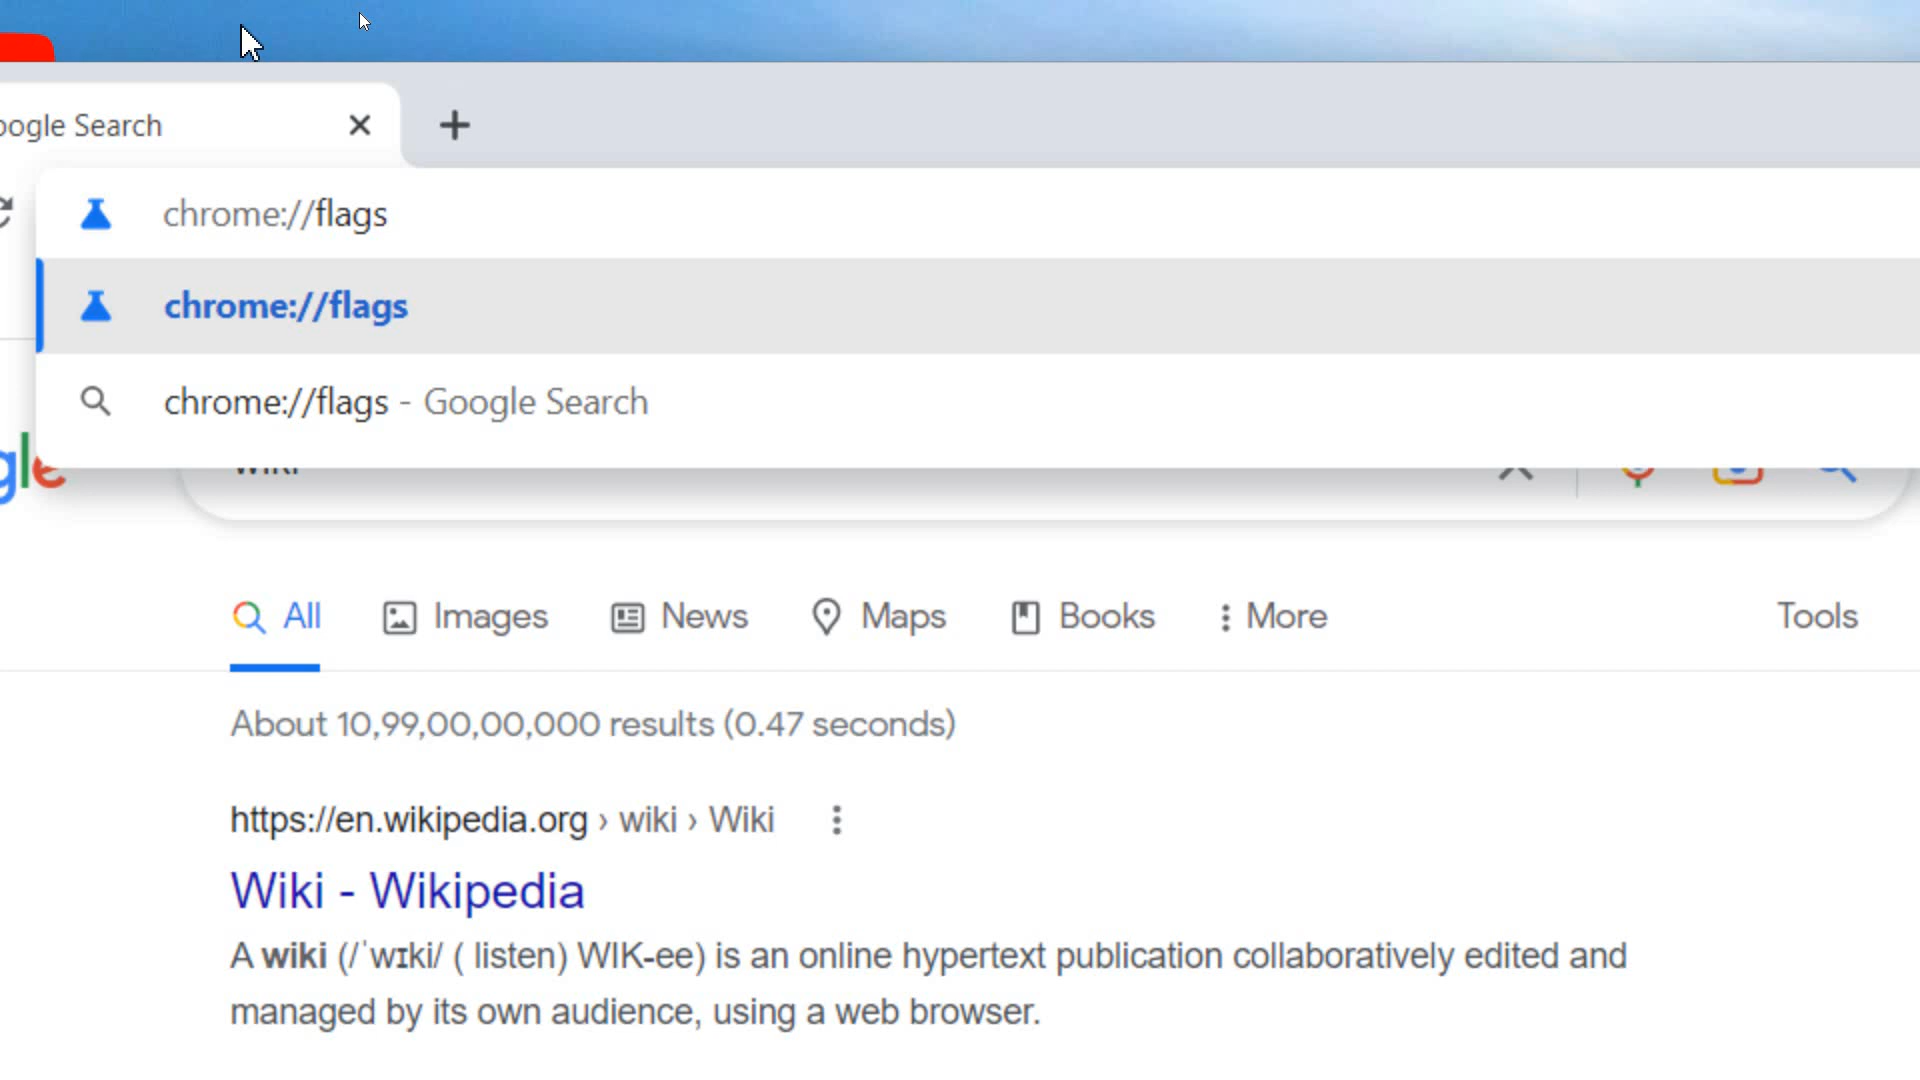 oogle Search
chrome://flags
chrome://flags
chrome://flags - Google Search
gle
wiki
All Images News Maps Books More Tools
About 10,99,00,00,000 results (0.47 seconds)
https://en.wikipedia.org › wiki › Wiki
Wiki - Wikipedia
A wiki (/ˈwɪki/ ( listen) WIK-ee) is an online hypertext publication collaboratively edited and
managed by its own audience, using a web browser.